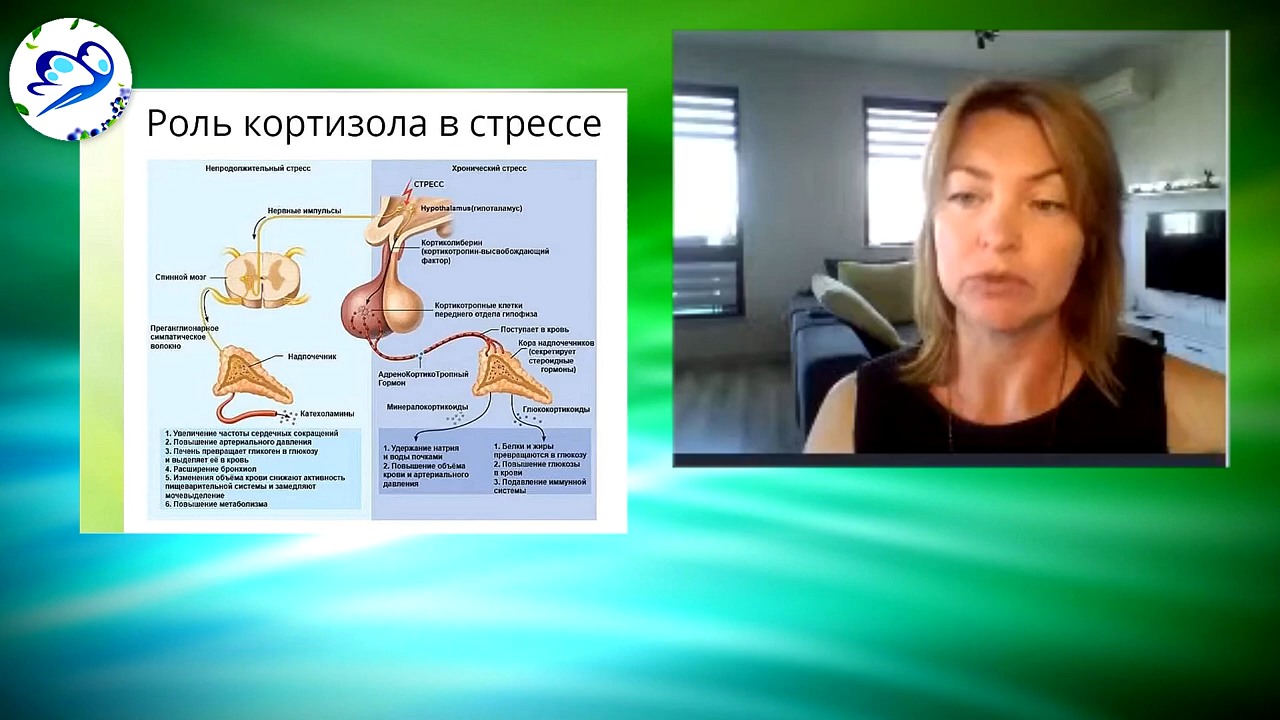 Роль кортизола в стрессе
Непродолжительный стресс
Хронический стресс
СТРЕСС
Нервные импульсы
Hypothalamus(гипоталамус)
Кортиколиберин
(кортикотропин-высвобождающий
фактор)
Спинной мозг
Кортикотропные клетки
переднего отдела гипофиза
Преганглионарное
симпатическое
волокно
Поступает в кровь
Кора надпочечников
(секретирует
стероидные
гормоны)
Надпочечник
АдреноКортикоТропный
Гормон
Катехоламины
Минералокортикоиды
Глюкокортикоиды
1. Увеличение частоты сердечных сокращений
2. Повышение артериального давления
3. Печень превращает гликоген в глюкозу
и выделяет её в кровь
4. Расширение бронхиол
5. Изменения объёма крови снижают активность
пищеварительной системы и замедляют
мочевыделение
6. Повышение метаболизма
1. Удержание натрия
и воды почками
2. Повышение объёма
крови и артериального
давления
1. Белки и жиры
превращаются в глюкозу
2. Повышение глюкозы
в крови
3. Подавление иммунной
системы